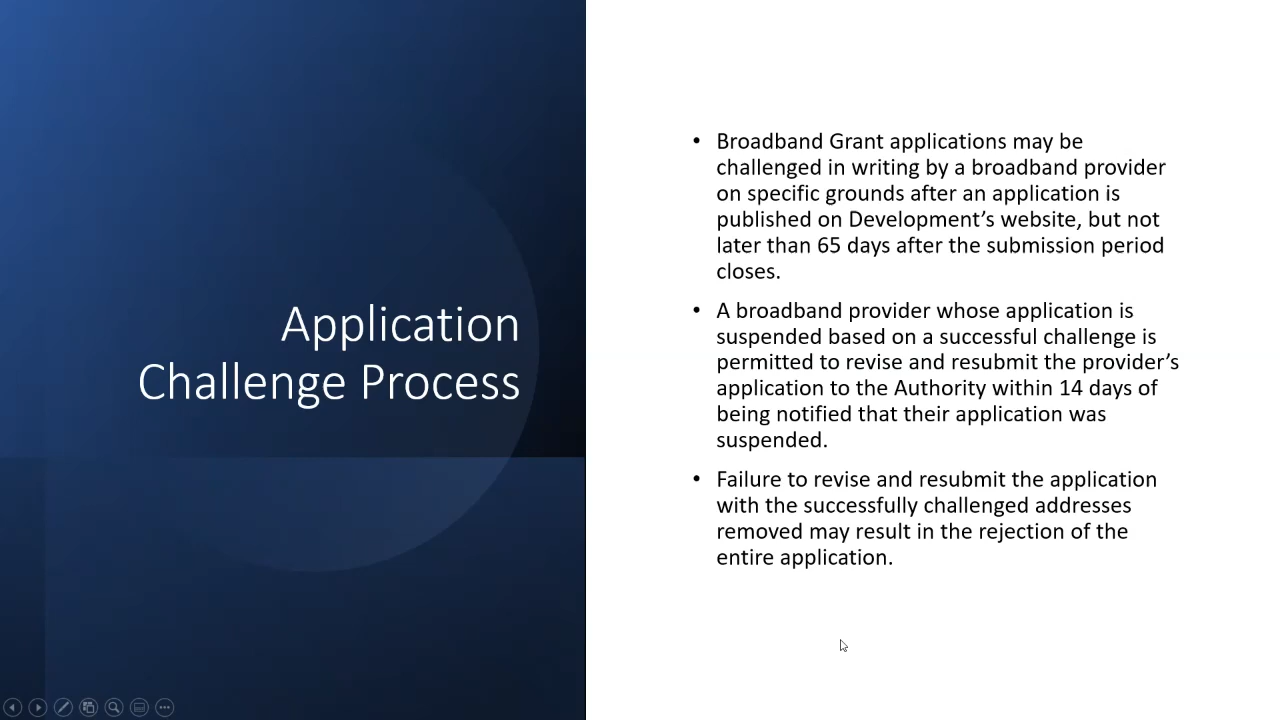 Application
Challenge Process
• Broadband Grant applications may be
challenged in writing by a broadband provider
on specific grounds after an application is
published on Development’s website, but not
later than 65 days after the submission period
closes.
• A broadband provider whose application is
suspended based on a successful challenge is
permitted to revise and resubmit the provider’s
application to the Authority within 14 days of
being notified that their application was
suspended.
• Failure to revise and resubmit the application
with the successfully challenged addresses
removed may result in the rejection of the
entire application.